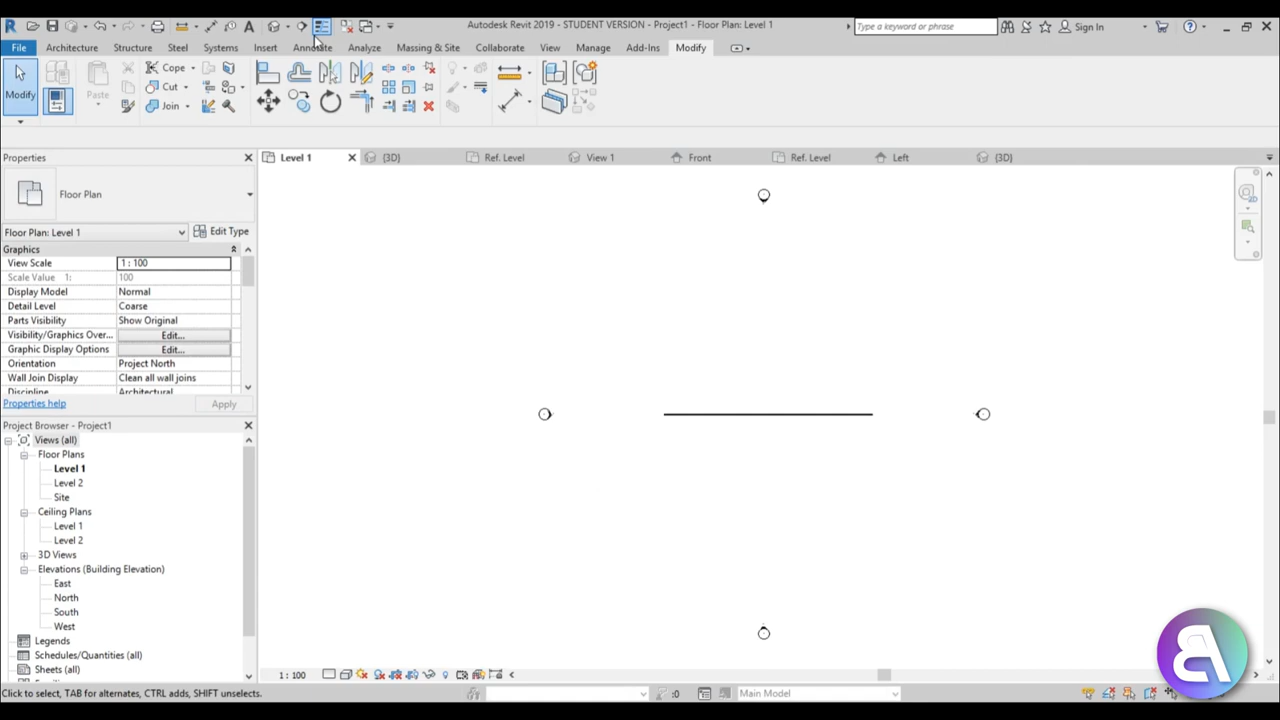 Autodesk Revit 2019 - STUDENT VERSION - Project1 - Floor Plan: Level 1
Type a keyword or phrase
Sign In
File Architecture Structure Steel Systems Insert Annotate Analyze Massing & Site Collaborate View Manage Add-Ins Modify
Modify
Paste
Cope
Cut
Join
Properties
Level 1 {3D} Ref. Level View 1 Front Ref. Level Left {3D}
Floor Plan
Floor Plan: Level 1 Edit Type
Graphics
View Scale 1 : 100
Scale Value 1: 100
Display Model Normal
Detail Level Coarse
Parts Visibility Show Original
Visibility/Graphics Over... Edit...
Graphic Display Options Edit...
Orientation Project North
Wall Join Display Clean all wall joins
Discipline Architectural
Properties help Apply
Project Browser - Project1
Views (all)
Floor Plans
Level 1
Level 2
Site
Ceiling Plans
Level 1
Level 2
3D Views
Elevations (Building Elevation)
East
North
South
West
Legends
Schedules/Quantities (all)
Sheets (all)
1 : 100
Click to select, TAB for alternates, CTRL adds, SHIFT unselects.
:0
Main Model